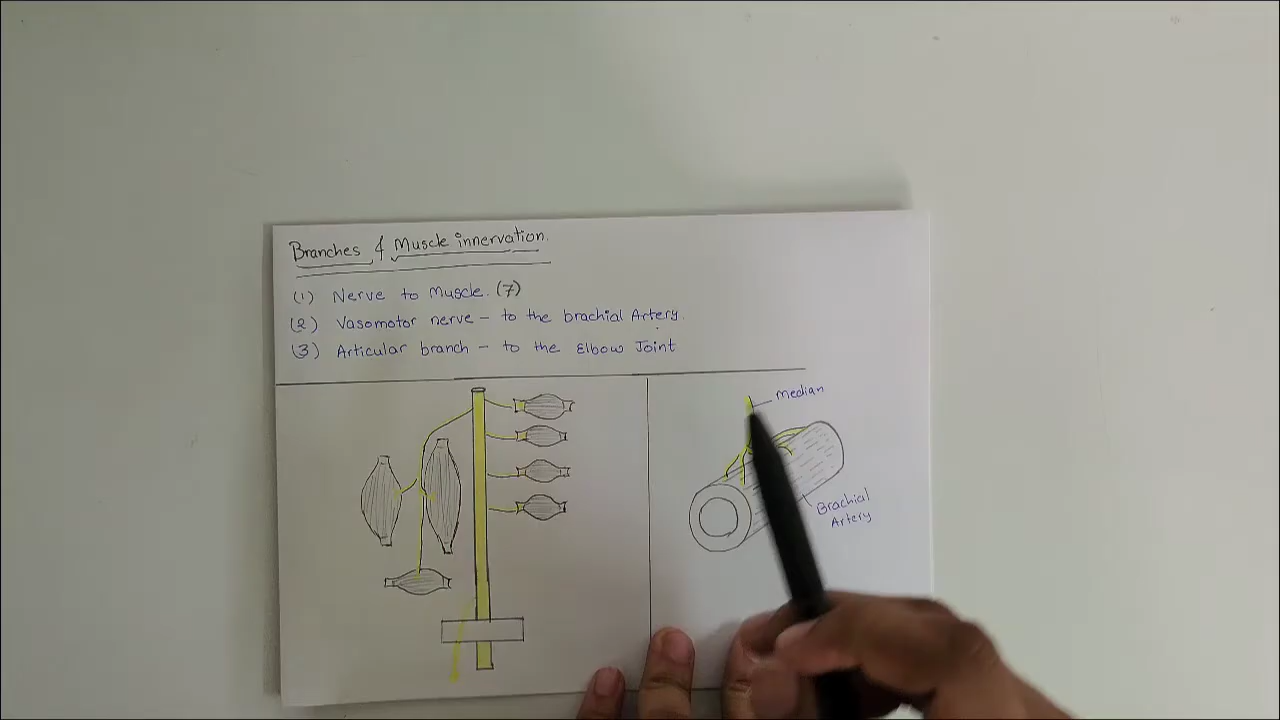 Branches & Muscle innervation.
(1) Nerve to Muscle. (7)
(2) Vasomotor nerve - to the brachial Artery.
(3) Articular branch - to the Elbow Joint
Median
Brachial
Artery